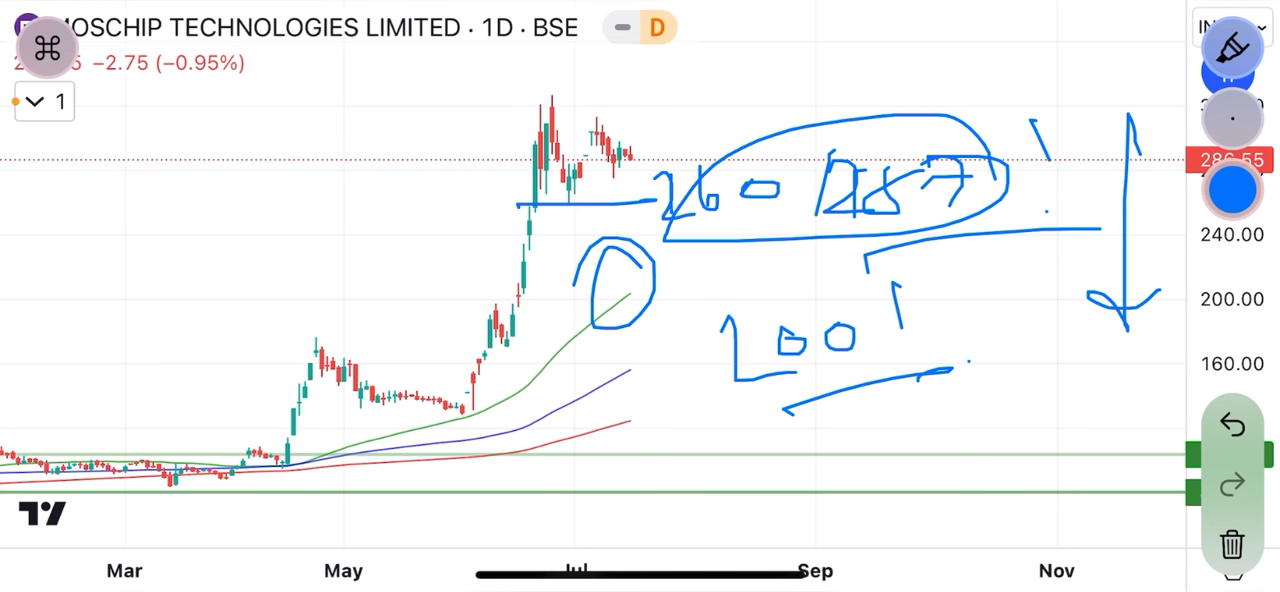 MOSCHIP TECHNOLOGIES LIMITED · 1D · BSE
D
−2.75 (−0.95%)
1
286.55
260 - 257
240.00
200.00
200
160.00
Mar May Jul Sep Nov